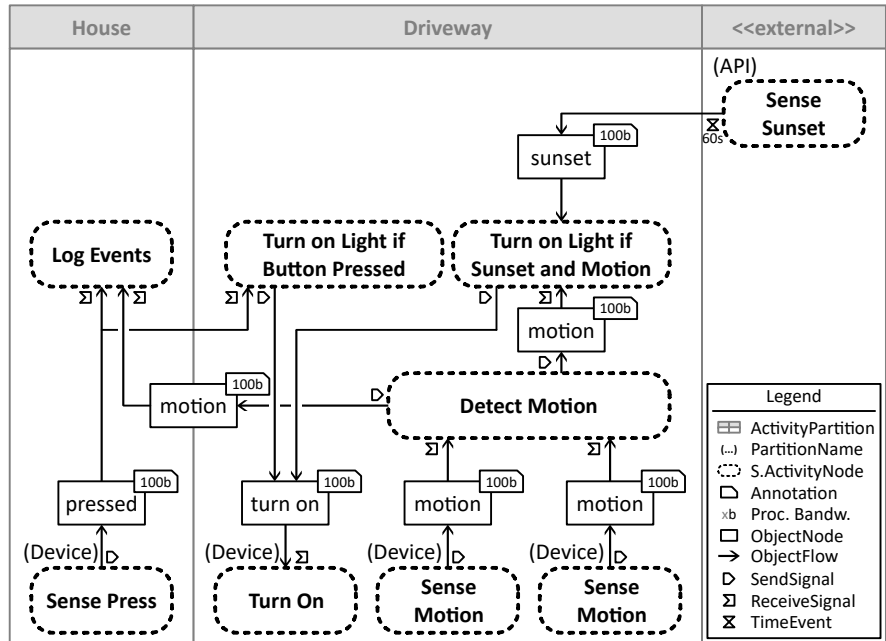 House
Driveway
<<external>>
(API)
Sense
Sunset
60s
100b
sunset
Log Events
Turn on Light if
Button Pressed
Turn on Light if
Sunset and Motion
100b
motion
100b
motion
Detect Motion
100b
pressed
100b
turn on
100b
motion
100b
motion
(Device)
Sense Press
(Device)
Turn On
(Device)
Sense
Motion
(Device)
Sense
Motion
Legend
ActivityPartition
(...) PartitionName
S.ActivityNode
Annotation
xb Proc. Bandw.
ObjectNode
ObjectFlow
SendSignal
ReceiveSignal
TimeEvent